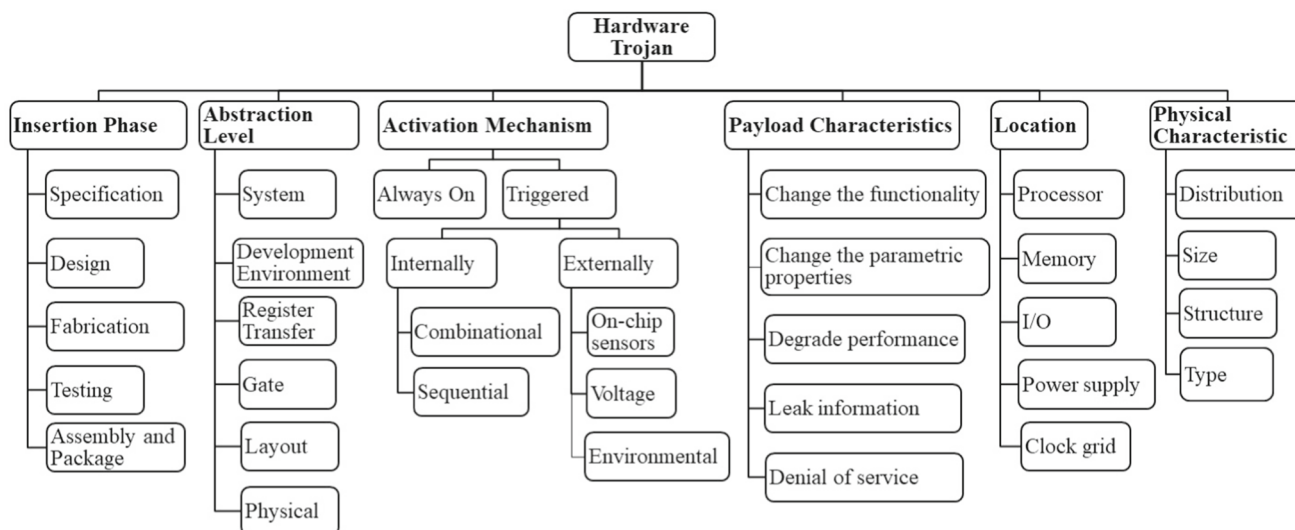 Hardware
Trojan
Insertion Phase
Specification
Design
Fabrication
Testing
Assembly and
Package
Abstraction
Level
System
Development
Environment
Register
Transfer
Gate
Layout
Physical
Activation Mechanism
Always On
Triggered
Internally
Combinational
Sequential
Externally
On-chip
sensors
Voltage
Environmental
Payload Characteristics
Change the functionality
Change the parametric
properties
Degrade performance
Leak information
Denial of service
Location
Processor
Memory
I/O
Power supply
Clock grid
Physical
Characteristic
Distribution
Size
Structure
Type